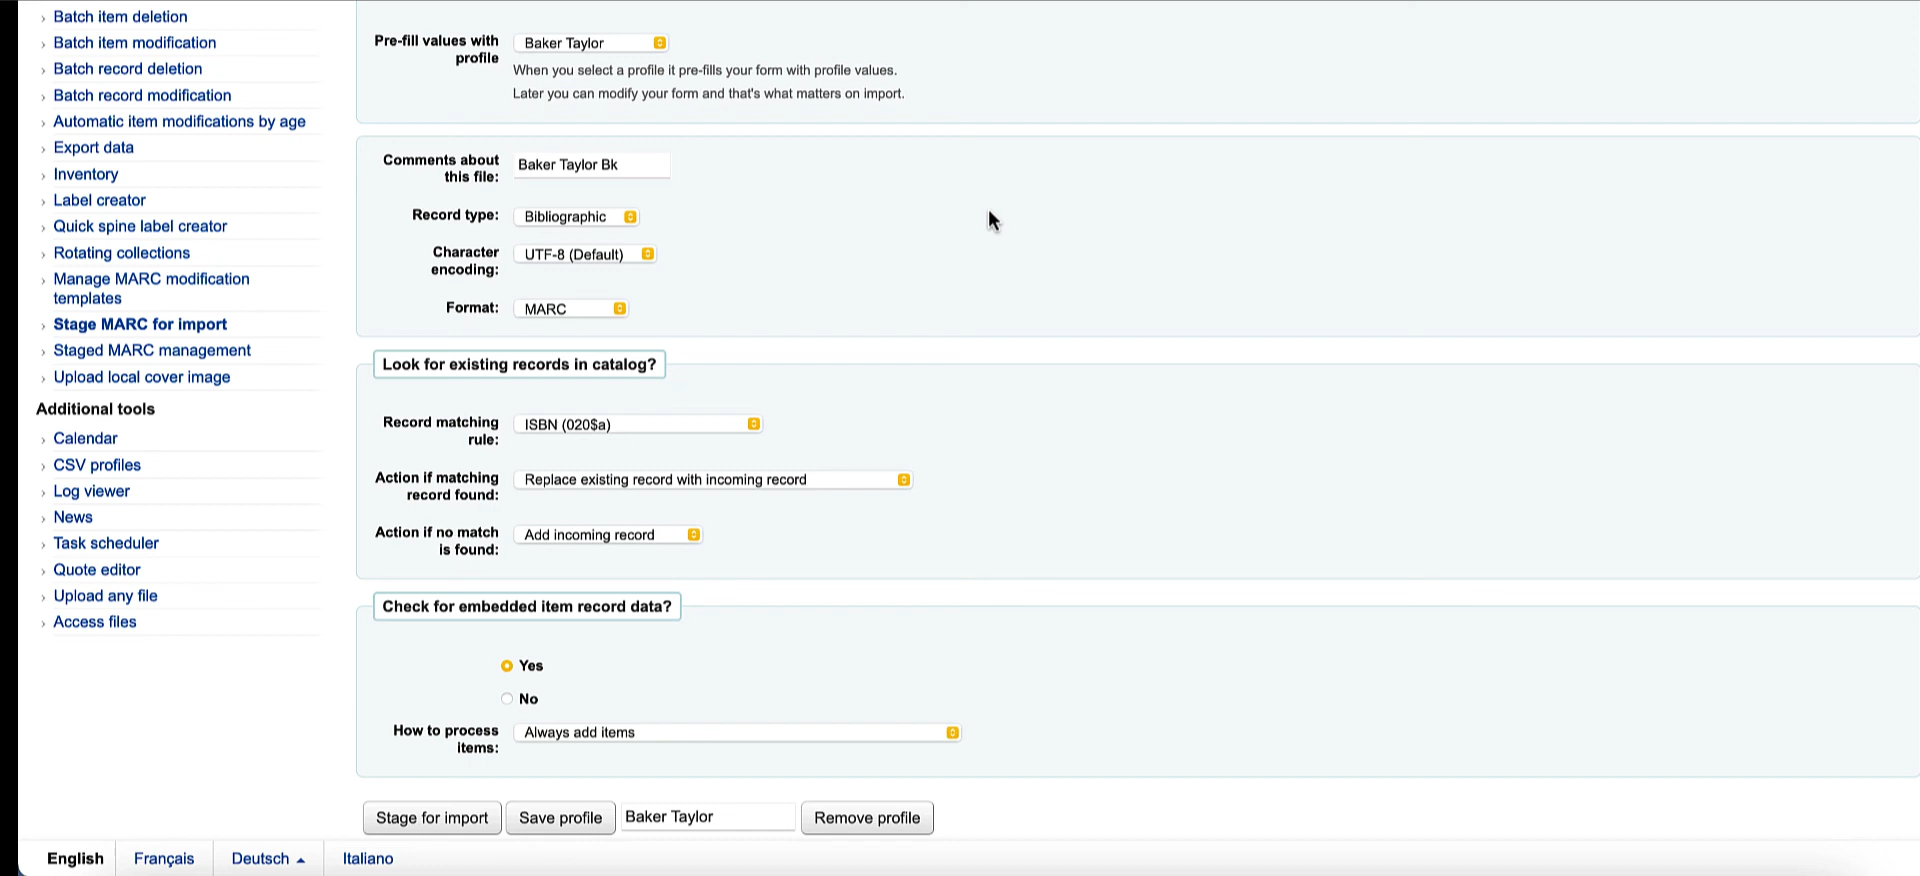 Batch item deletion
Batch item modification
Batch record deletion
Batch record modification
Automatic item modifications by age
Export data
Inventory
Label creator
Quick spine label creator
Rotating collections
Manage MARC modification
templates
Stage MARC for import
Staged MARC management
Upload local cover image
Additional tools
Calendar
CSV profiles
Log viewer
News
Task scheduler
Quote editor
Upload any file
Access files
Pre-fill values with
profile
Baker Taylor
When you select a profile it pre-fills your form with profile values.
Later you can modify your form and that's what matters on import.
Comments about
this file:
Baker Taylor Bk
Record type:
Bibliographic
Character
encoding:
UTF-8 (Default)
Format:
MARC
Look for existing records in catalog?
Record matching
rule:
ISBN (020$a)
Action if matching
record found:
Replace existing record with incoming record
Action if no match
is found:
Add incoming record
Check for embedded item record data?
Yes
No
How to process
items:
Always add items
Stage for import
Save profile
Baker Taylor
Remove profile
English
Français
Deutsch
Italiano